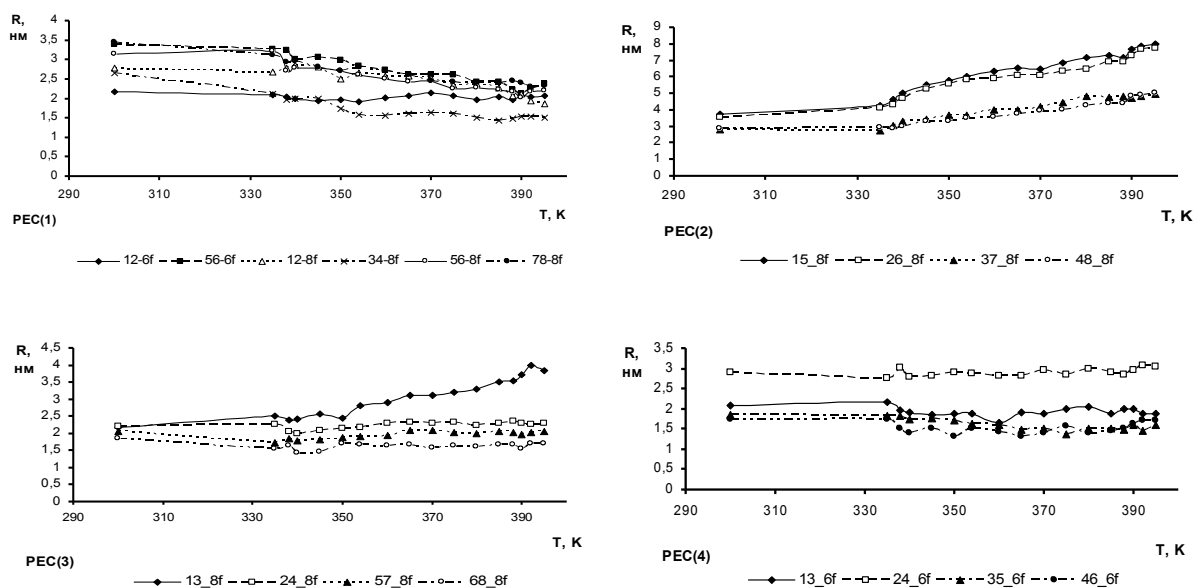 R,
нм
4
3,5
3
2,5
2
1,5
1
0,5
0
290 310 330 350 370 390
T, K
PEC(1)
12-6f 56-6f 12-8f 34-8f 56-8f 78-8f
R,
нм
9
8
7
6
5
4
3
2
1
0
290 310 330 350 370 390
T, K
PEC(2)
15_8f 26_8f 37_8f 48_8f
R,
нм
4,5
4
3,5
3
2,5
2
1,5
1
0,5
0
290 310 330 350 370 390
T, K
PEC(3)
13_8f 24_8f 57_8f 68_8f
R,
нм
3,5
3
2,5
2
1,5
1
0,5
0
290 310 330 350 370 390
T, K
PEC(4)
13_6f 24_6f 35_6f 46_6f